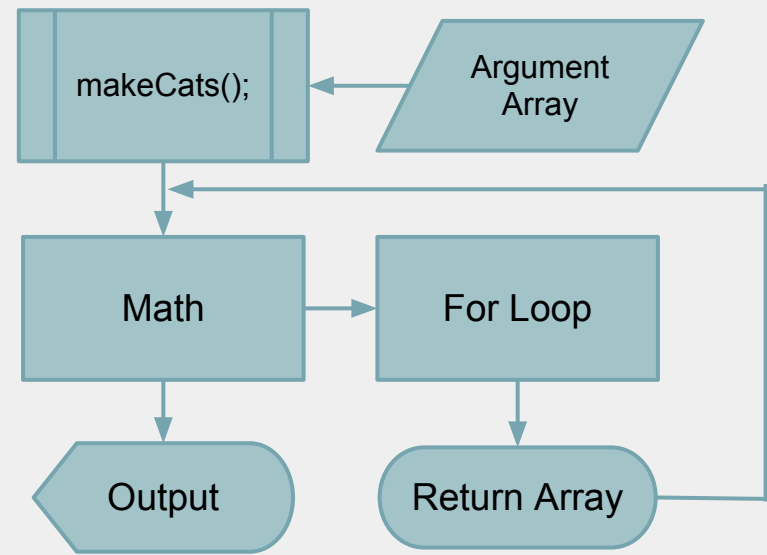 makeCats();
Argument
Array
Math
For Loop
Output
Return Array